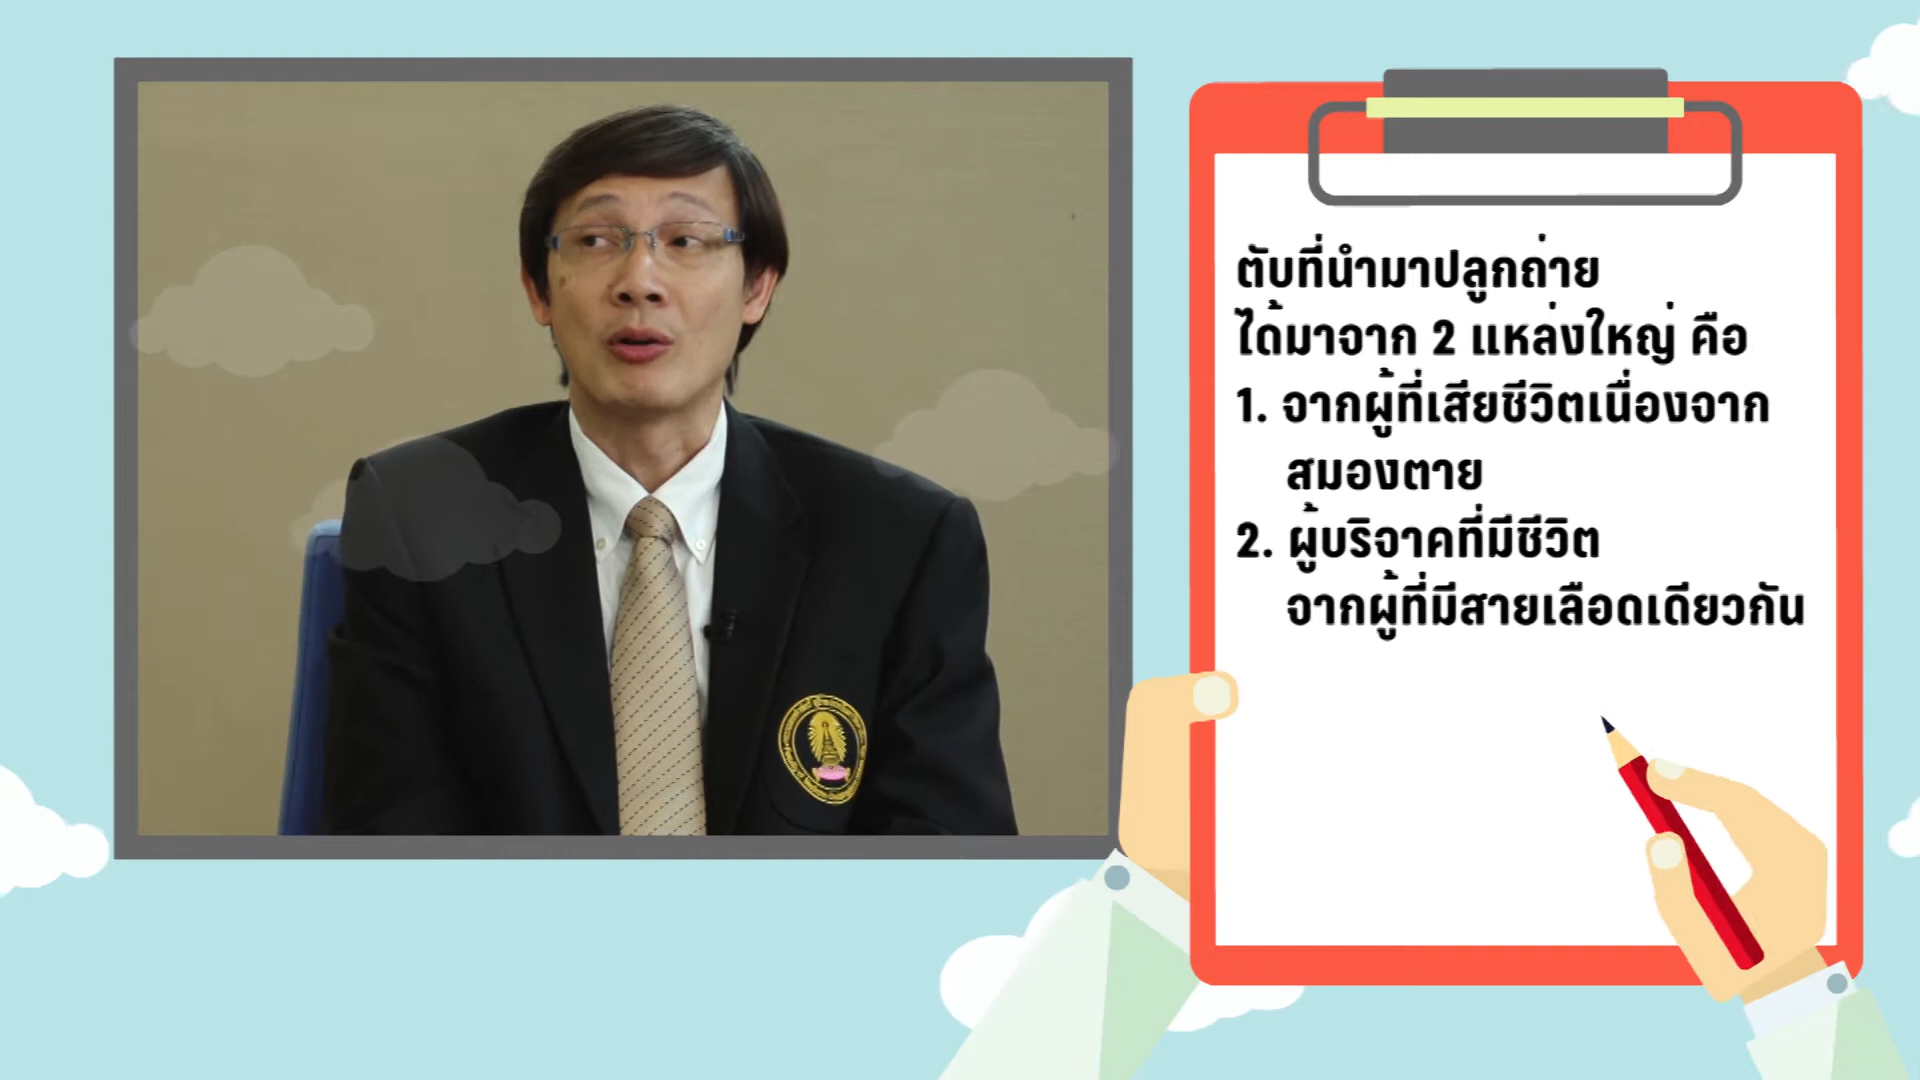 ตับที่นำมาปลูกถ่าย
ได้มาจาก 2 แหล่งใหญ่ คือ
1. จากผู้ที่เสียชีวิตเนื่องจาก
สมองตาย
2. ผู้บริจาคที่มีชีวิต
จากผู้ที่มีสายเลือดเดียวกัน